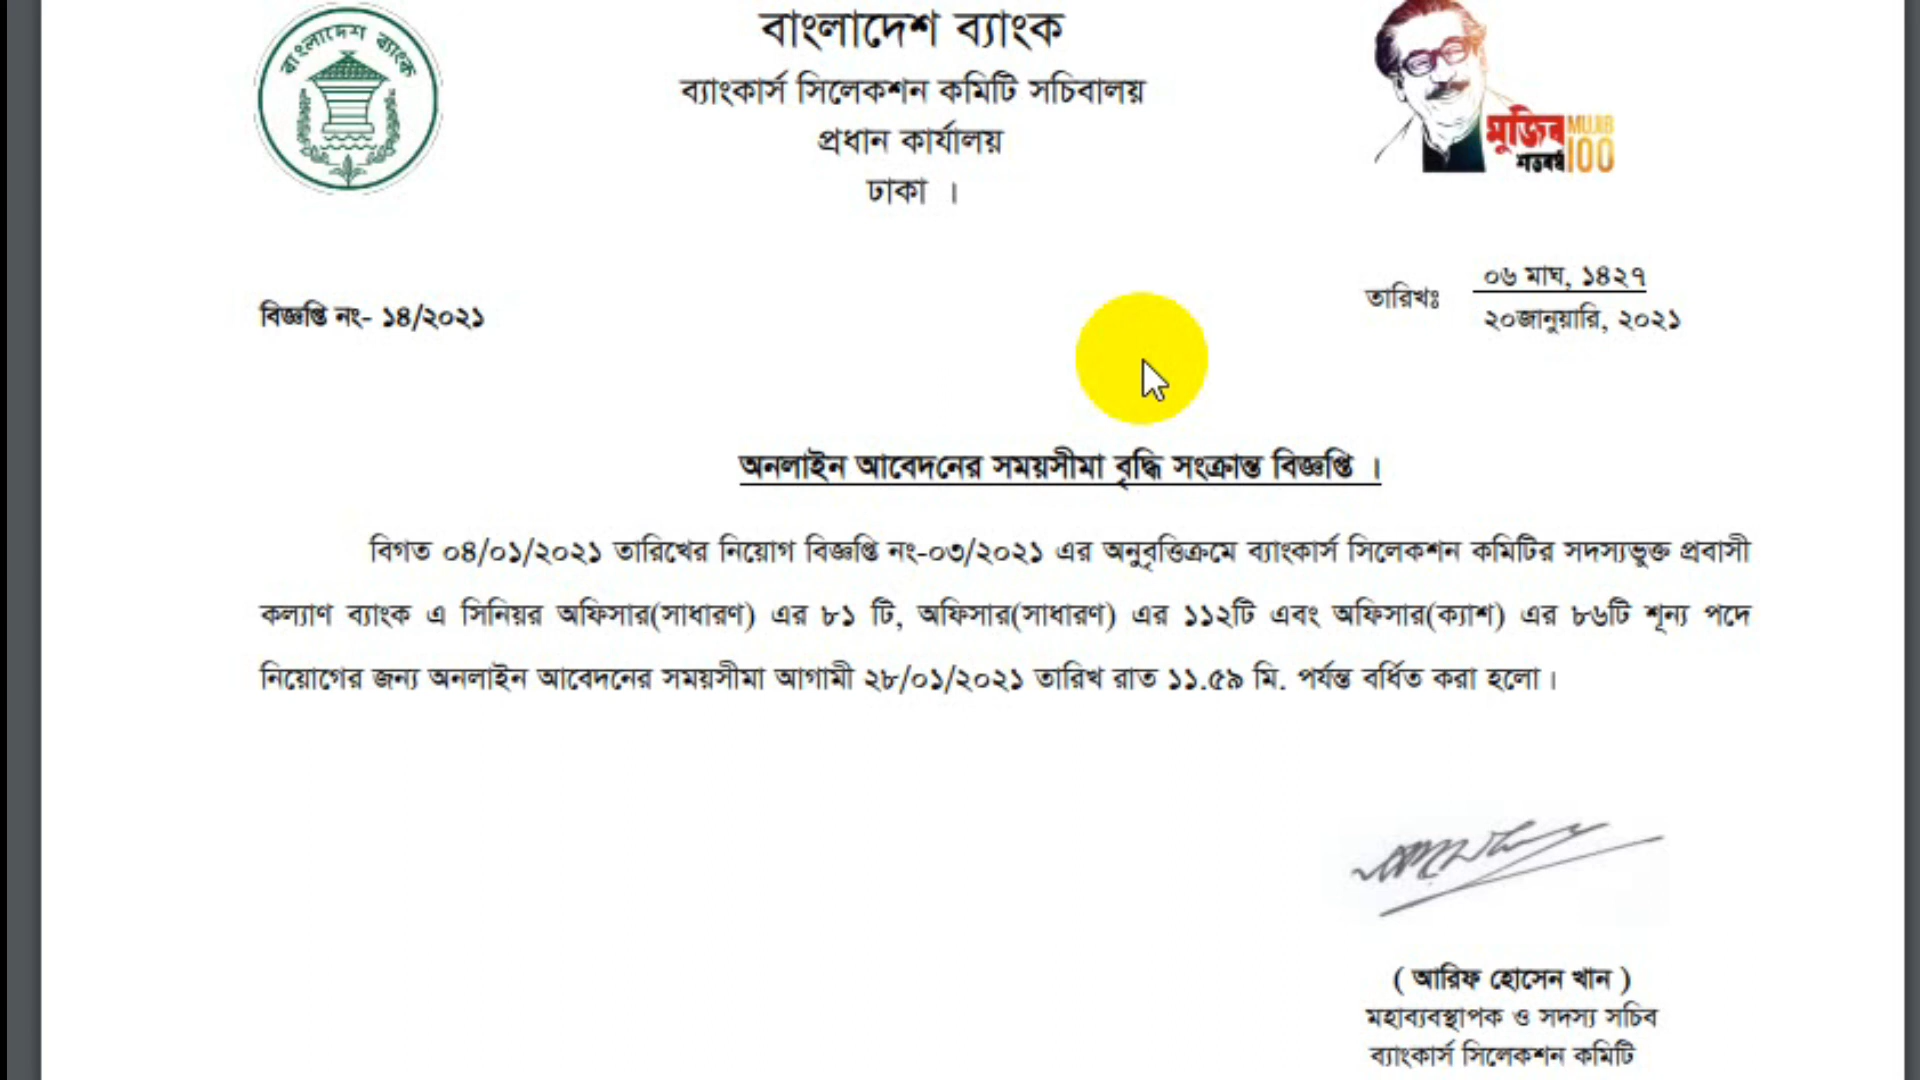 বাংলাদেশ ব্যাংক
বাংলাদেশ ব্যাংক
ব্যাংকার্স সিলেকশন কমিটি সচিবালয়
প্রধান কার্যালয়
ঢাকা ।
মুজিব MUJIB
শতবর্ষ 100
বিজ্ঞপ্তি নং- ১৪/২০২১
তারিখঃ ০৬ মাঘ, ১৪২৭
২০জানুয়ারি, ২০২১
অনলাইন আবেদনের সময়সীমা বৃদ্ধি সংক্রান্ত বিজ্ঞপ্তি ।
বিগত ০৪/০১/২০২১ তারিখের নিয়োগ বিজ্ঞপ্তি নং-০৩/২০২১ এর অনুবৃত্তিক্রমে ব্যাংকার্স সিলেকশন কমিটির সদস্যভুক্ত প্রবাসী
কল্যাণ ব্যাংক এ সিনিয়র অফিসার(সাধারণ) এর ৮১ টি, অফিসার(সাধারণ) এর ১১২টি এবং অফিসার(ক্যাশ) এর ৮৬টি শূন্য পদে
নিয়োগের জন্য অনলাইন আবেদনের সময়সীমা আগামী ২৮/০১/২০২১ তারিখ রাত ১১.৫৯ মি. পর্যন্ত বর্ধিত করা হলো।
( আরিফ হোসেন খান )
মহাব্যবস্থাপক ও সদস্য সচিব
ব্যাংকার্স সিলেকশন কমিটি